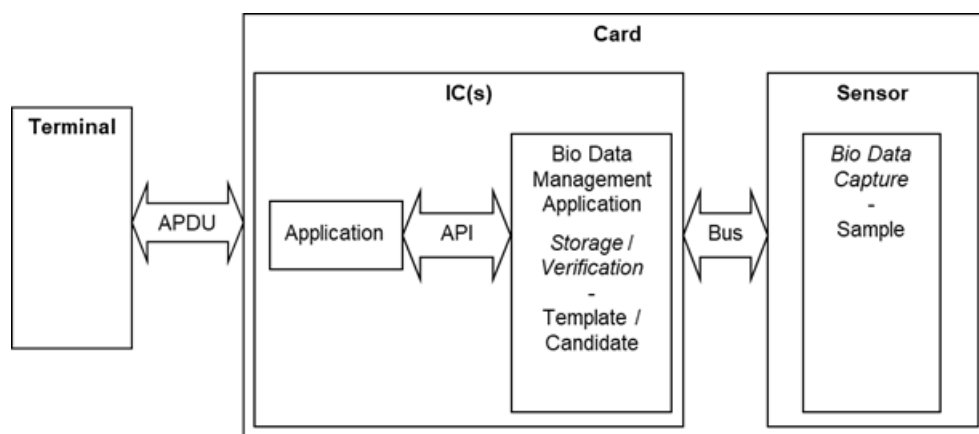 Card
IC(s)
Sensor
Terminal
APDU
Application
API
Bio Data
Management
Application
Storage /
Verification
-
Template /
Candidate
Bus
Bio Data
Capture
-
Sample